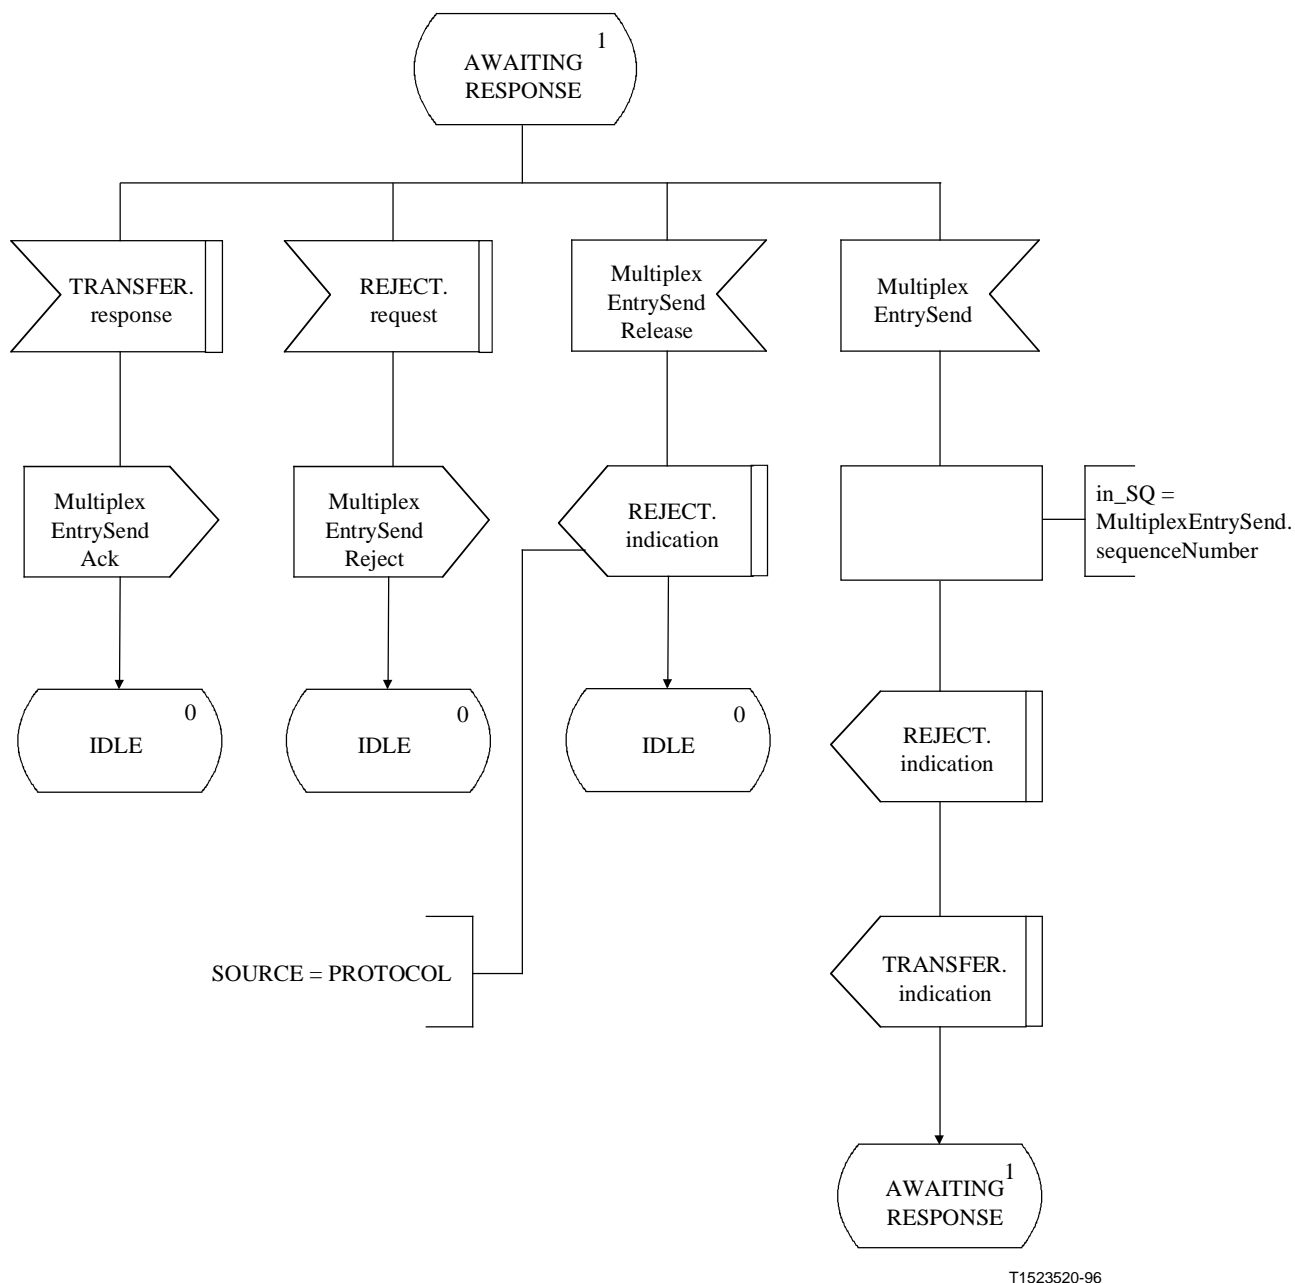 1
AWAITING
RESPONSE
TRANSFER.
response
REJECT.
request
Multiplex
EntrySend
Release
Multiplex
EntrySend
Multiplex
EntrySend
Ack
Multiplex
EntrySend
Reject
REJECT.
indication
in_SQ =
MultiplexEntrySend.
sequenceNumber
0
IDLE
0
IDLE
0
IDLE
REJECT.
indication
SOURCE = PROTOCOL
TRANSFER.
indication
1
AWAITING
RESPONSE
T1523520-96